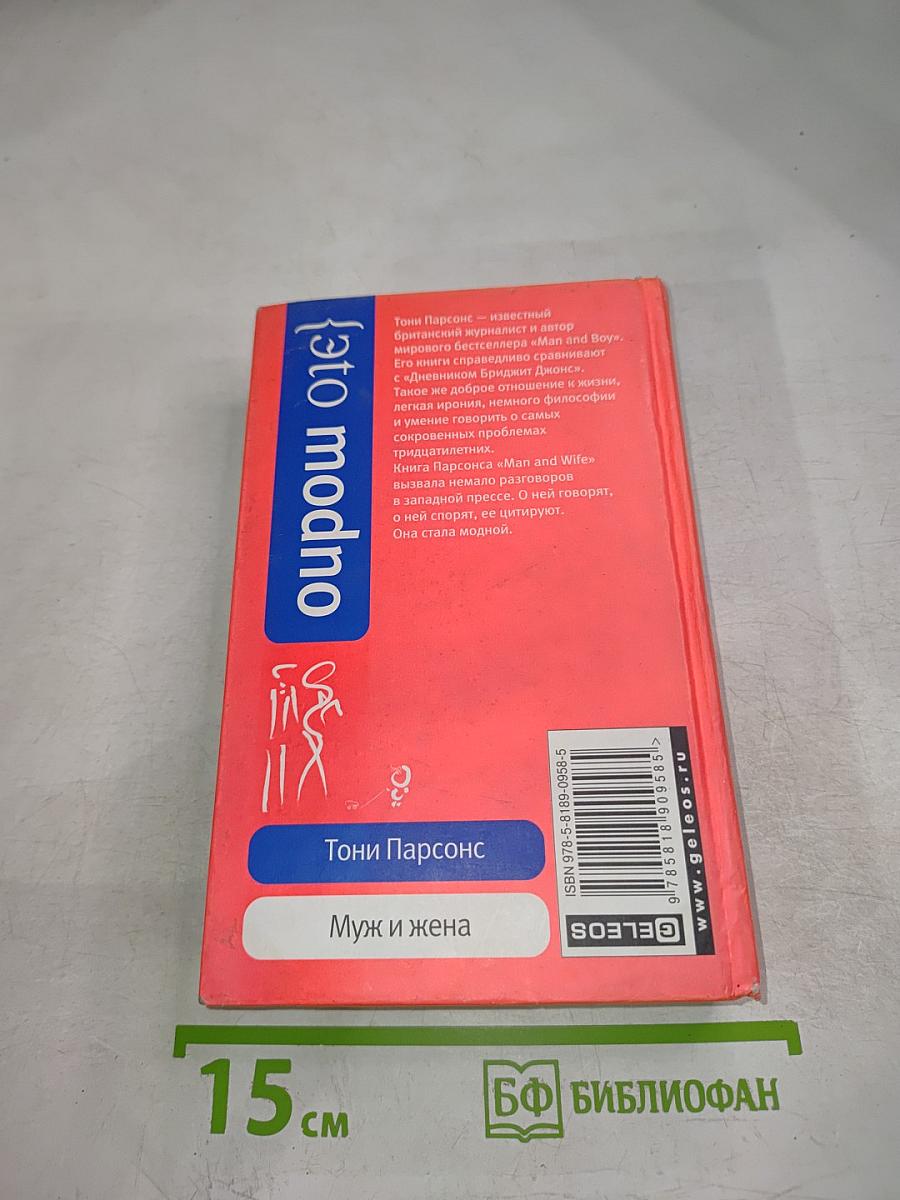 {это modno
Тони Парсонс — известный
британский журналист и автор
мирового бестселлера «Man and Boy».
Его книги справедливо сравнивают
с «Дневником Бриджит Джонс».
Такое же доброе отношение к жизни,
легкая ирония, немного философии
и умение говорить о самых
сокровенных проблемах
тридцатилетних.
Книга Парсонса «Man and Wife»
вызвала немало разговоров
в западной прессе. О ней говорят,
о ней спорят, ее цитируют.
Она стала модной.
Тони Парсонс
Муж и жена
ISBN 978-5-8189-0958-5
9 785818 909585 >
GELEOS
www.geleos.ru
15 см
БФ БИБЛИОФАН